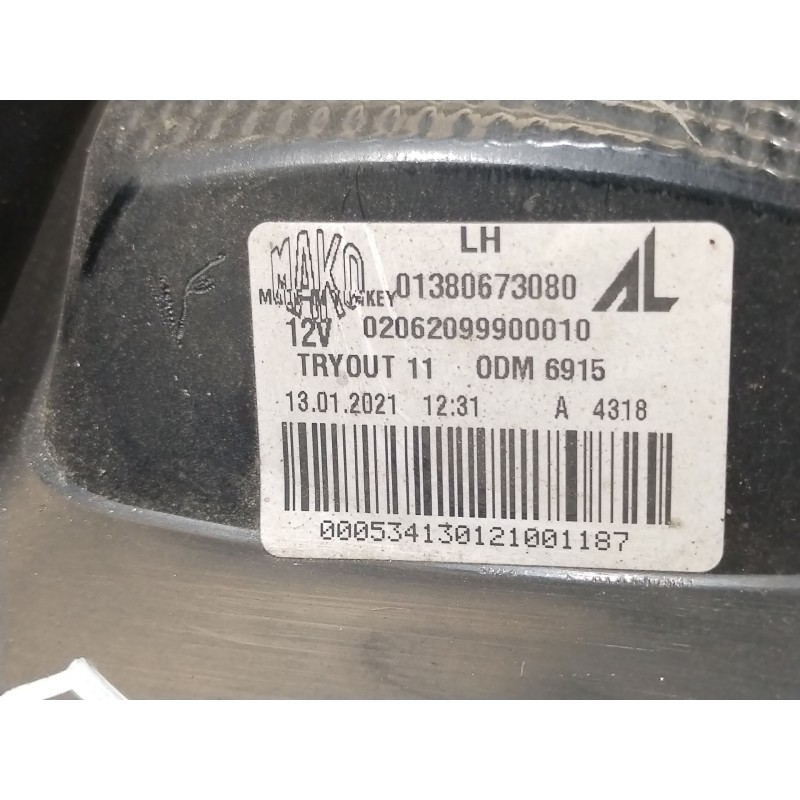 LH
MAKO 01380673080 AL
MADE IN TURKEY
12V 02062099900010
TRYOUT 11 ODM 6915
13.01.2021 12:31 A 4318
000534130121001187